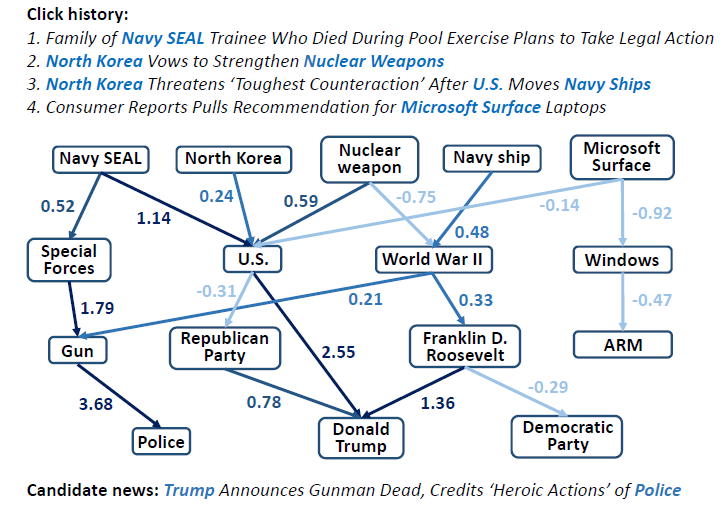 Click history:
1. Family of Navy SEAL Trainee Who Died During Pool Exercise Plans to Take Legal Action
2. North Korea Vows to Strengthen Nuclear Weapons
3. North Korea Threatens ‘Toughest Counteraction’ After U.S. Moves Navy Ships
4. Consumer Reports Pulls Recommendation for Microsoft Surface Laptops
Navy SEAL
North Korea
Nuclear
weapon
Navy ship
Microsoft
Surface
0.52
1.14
0.24
0.59
-0.75
0.48
-0.14
-0.92
Special
Forces
U.S.
World War II
Windows
1.79
-0.31
0.21
0.33
-0.47
Gun
Republican
Party
2.55
Franklin D.
Roosevelt
ARM
3.68
0.78
1.36
-0.29
Police
Donald
Trump
Democratic
Party
Candidate news: Trump Announces Gunman Dead, Credits ‘Heroic Actions’ of Police